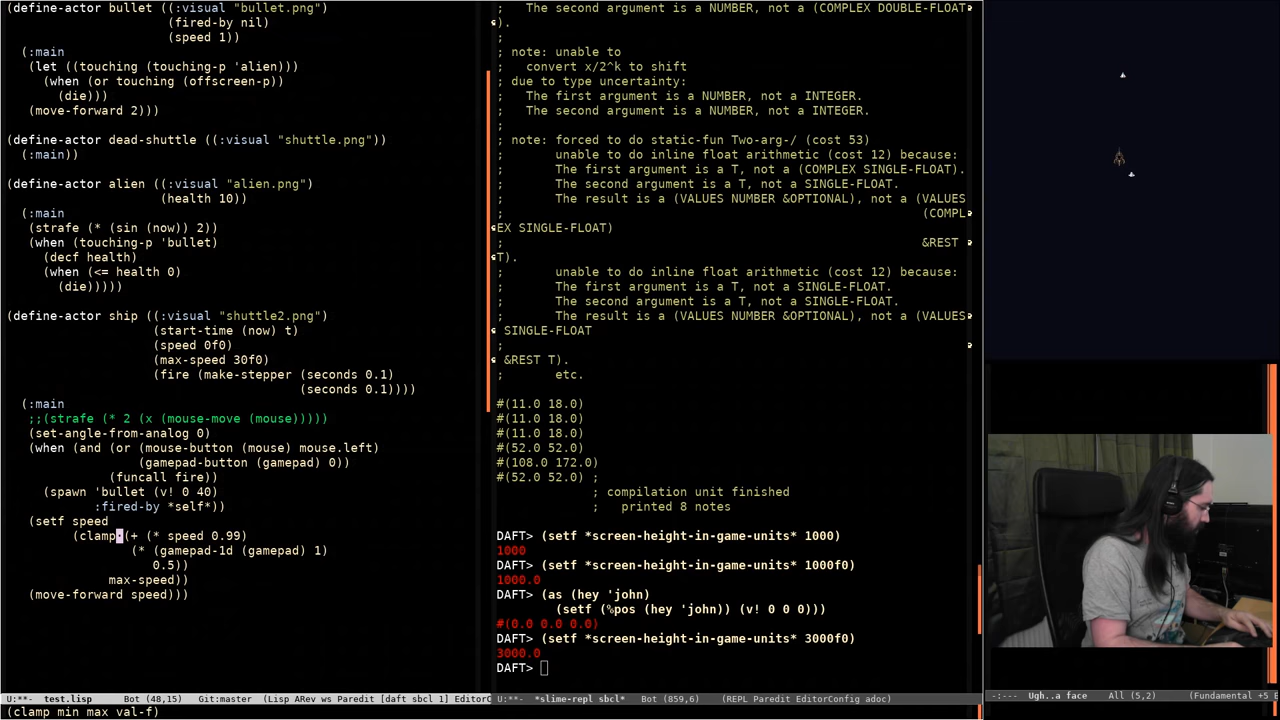 (define-actor bullet ((:visual "bullet.png")
(fired-by nil)
(speed 1))
(:main
(let ((touching (touching-p 'alien)))
(when (or touching (offscreen-p))
(die)))
(move-forward 2)))
(define-actor dead-shuttle ((:visual "shuttle.png"))
(:main))
(define-actor alien ((:visual "alien.png")
(health 10))
(:main
(strafe (* (sin (now)) 2))
(when (touching-p 'bullet)
(decf health)
(when (<= health 0)
(die)))))
(define-actor ship ((:visual "shuttle2.png")
(start-time (now) t)
(speed 0f0)
(max-speed 30f0)
(fire (make-stepper (seconds 0.1)
(seconds 0.1))))
(:main
;;(strafe (* 2 (x (mouse-move (mouse)))))
(set-angle-from-analog 0)
(when (and (or (mouse-button (mouse) mouse.left)
(gamepad-button (gamepad) 0))
(funcall fire))
(spawn 'bullet (v! 0 40)
:fired-by *self*))
(setf speed
(clamp (+ (* speed 0.99)
(* (gamepad-1d (gamepad) 1)
0.5))
max-speed))
(move-forward speed)))
U:**- test.lisp Bot (48,15) Git:master (Lisp ARev ws Paredit [daft sbcl 1] EditorC
(clamp min max val-f)
; The second argument is a NUMBER, not a (COMPLEX DOUBLE-FLOAT
).
;
; note: unable to
; convert x/2^k to shift
; due to type uncertainty:
; The first argument is a NUMBER, not a INTEGER.
; The second argument is a NUMBER, not a INTEGER.
;
; note: forced to do static-fun Two-arg-/ (cost 53)
; unable to do inline float arithmetic (cost 12) because:
; The first argument is a T, not a (COMPLEX SINGLE-FLOAT).
; The second argument is a T, not a SINGLE-FLOAT.
; The result is a (VALUES NUMBER &OPTIONAL), not a (VALUES
; (COMPL
EX SINGLE-FLOAT)
; &REST
T).
; unable to do inline float arithmetic (cost 12) because:
; The first argument is a T, not a SINGLE-FLOAT.
; The second argument is a T, not a SINGLE-FLOAT.
; The result is a (VALUES NUMBER &OPTIONAL), not a (VALUES
SINGLE-FLOAT
;
&REST T).
; etc.
#(11.0 18.0)
#(11.0 18.0)
#(11.0 18.0)
#(52.0 52.0)
#(108.0 172.0)
#(52.0 52.0) ;
; compilation unit finished
; printed 8 notes
DAFT> (setf *screen-height-in-game-units* 1000)
1000
DAFT> (setf *screen-height-in-game-units* 1000f0)
1000.0
DAFT> (as (hey 'john)
(setf (%pos (hey 'john)) (v! 0 0 0)))
#(0.0 0.0 0.0)
DAFT> (setf *screen-height-in-game-units* 3000f0)
3000.0
DAFT>
U:**- *slime-repl sbcl* Bot (859,6) (REPL Paredit EditorConfig adoc)
-:--- Ugh..a face All (5,2) (Fundamental +5 E